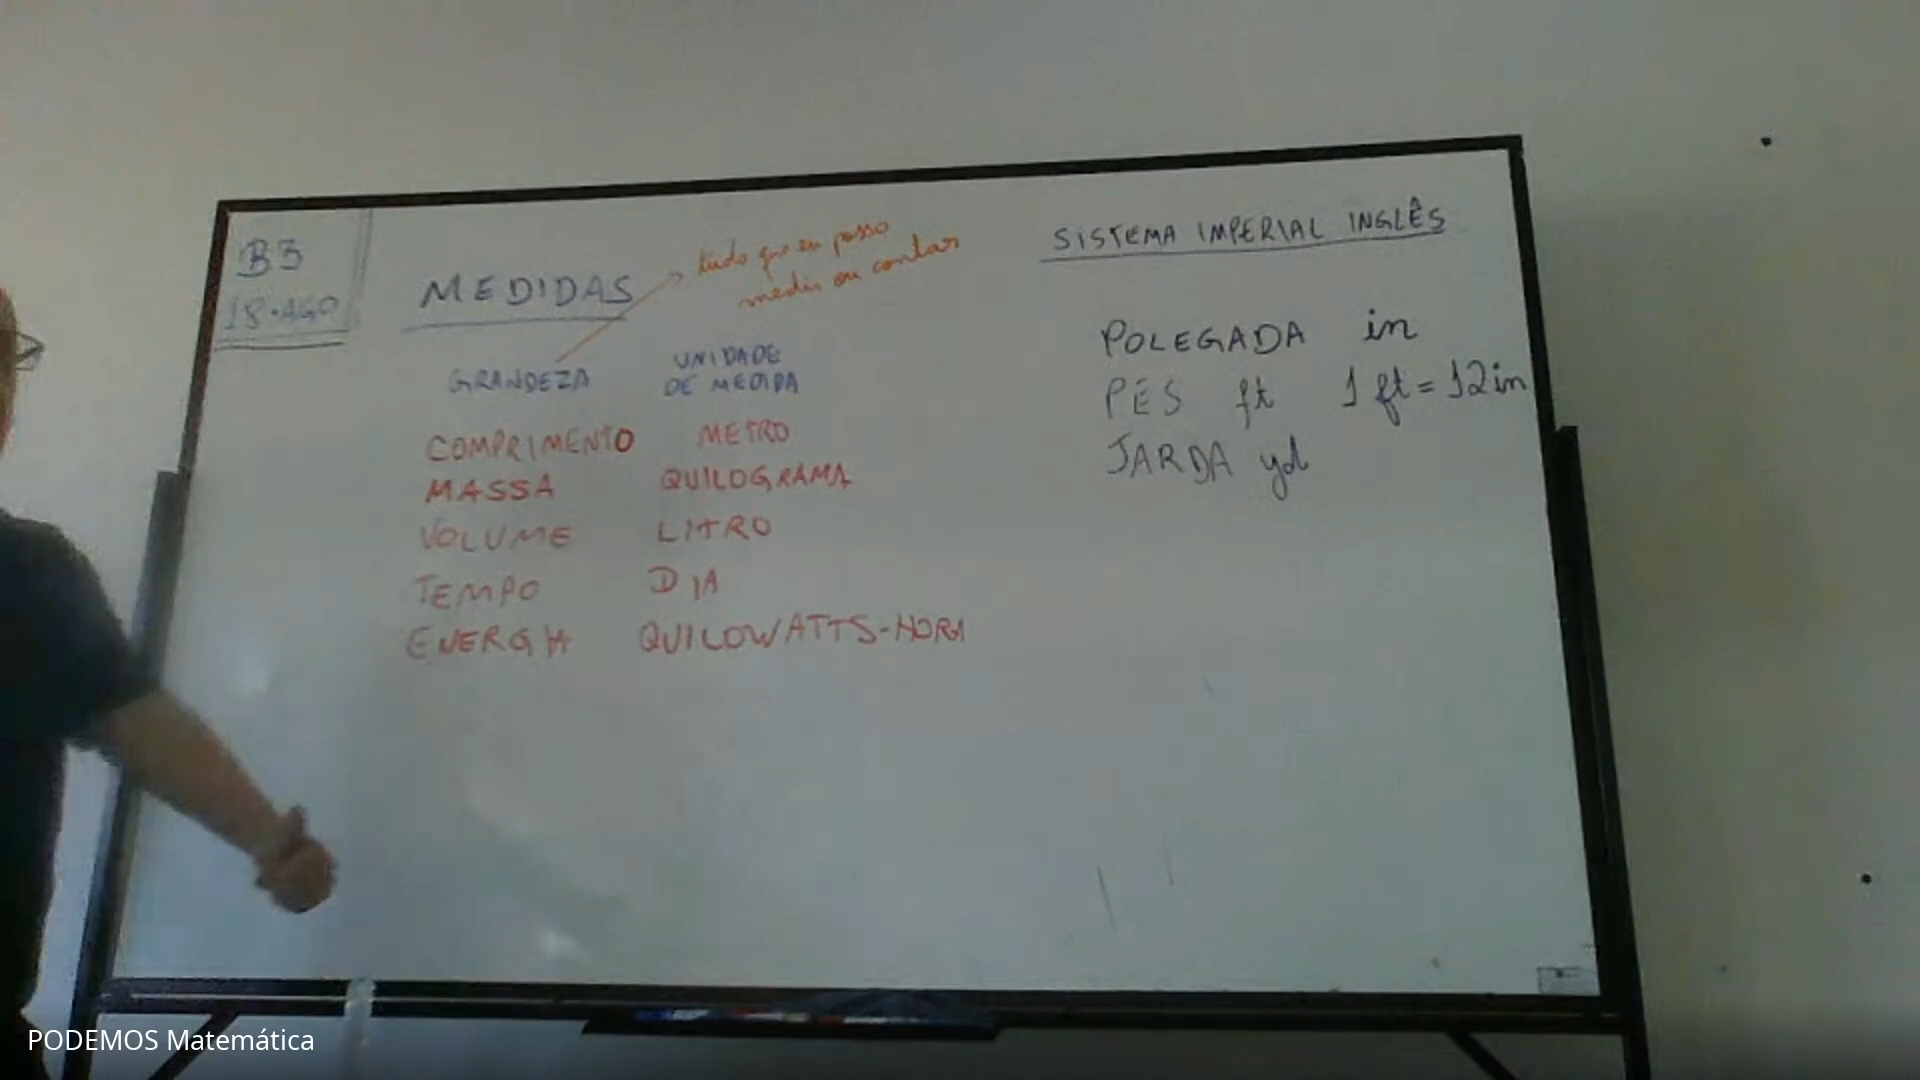 B3
18·AGO
MEDIDAS
tudo que eu posso
medir ou contar
GRANDEZA UNIDADE
DE MEDIDA
COMPRIMENTO METRO
MASSA QUILOGRAMA
VOLUME LITRO
TEMPO DIA
ENERGIA QUILOWATTS-HORA
SISTEMA IMPERIAL INGLÊS
POLEGADA in
PÉS ft 1 ft = 12 in
JARDA yd
PODEMOS Matemática